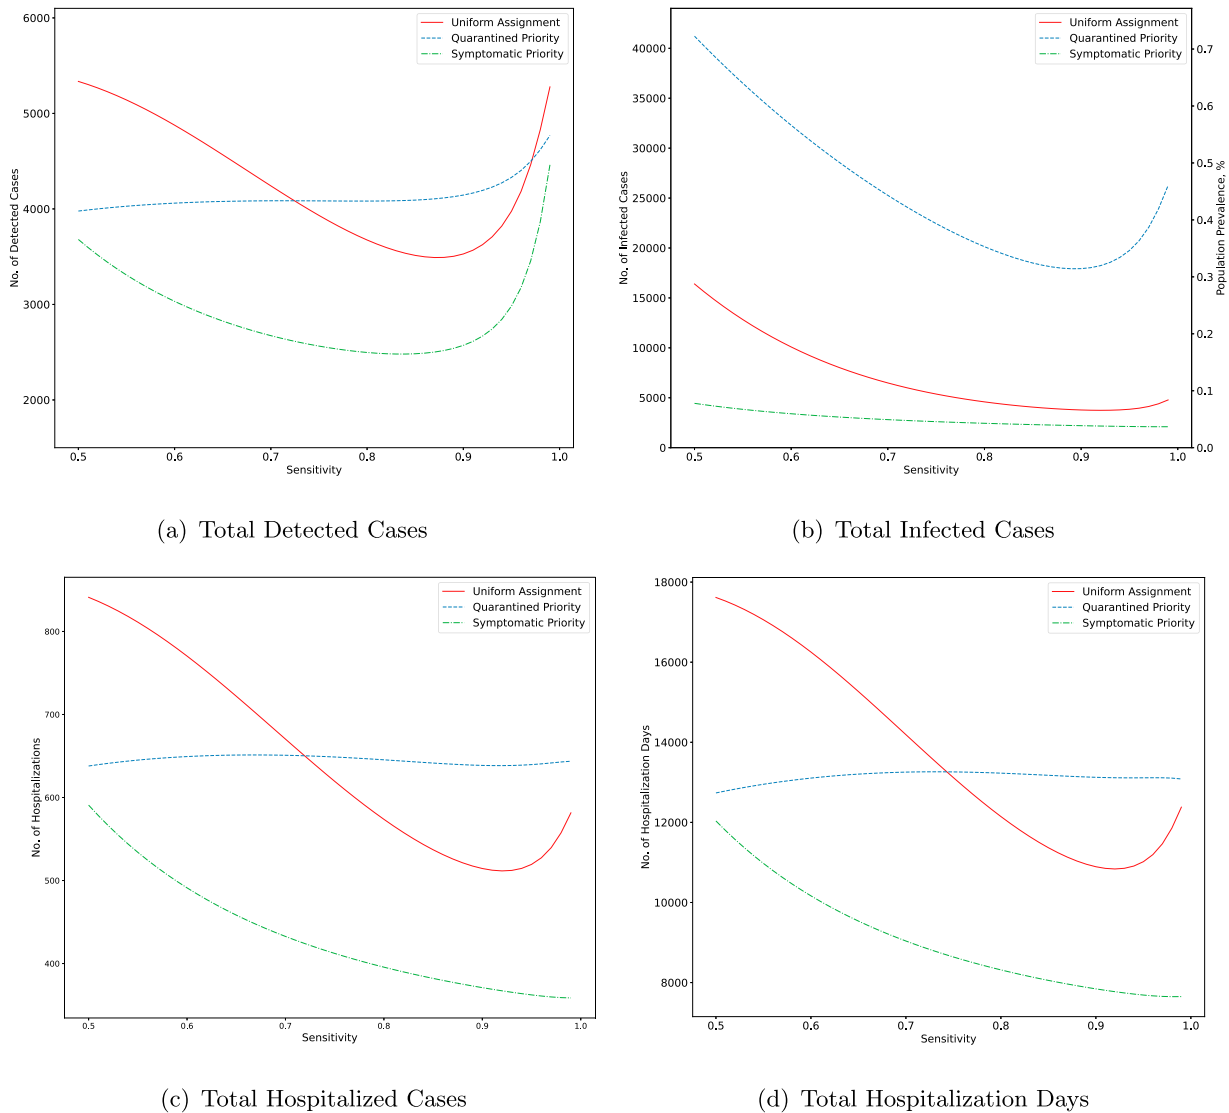 Uniform Assignment
Quarantined Priority
Symptomatic Priority
6000
5000
4000
3000
2000
No. of Detected Cases
0.5 0.6 0.7 0.8 0.9 1.0
Sensitivity
(a) Total Detected Cases
Uniform Assignment
Quarantined Priority
Symptomatic Priority
40000
35000
30000
25000
20000
15000
10000
5000
0
No. of Infected Cases
0.7
0.6
0.5
0.4
0.3
0.2
0.1
0.0
Population Prevalence, %
0.5 0.6 0.7 0.8 0.9 1.0
Sensitivity
(b) Total Infected Cases
Uniform Assignment
Quarantined Priority
Symptomatic Priority
800
700
600
500
400
No. of Hospitalizations
0.5 0.6 0.7 0.8 0.9 1.0
Sensitivity
(c) Total Hospitalized Cases
Uniform Assignment
Quarantined Priority
Symptomatic Priority
18000
16000
14000
12000
10000
8000
No. of Hospitalization Days
0.5 0.6 0.7 0.8 0.9 1.0
Sensitivity
(d) Total Hospitalization Days